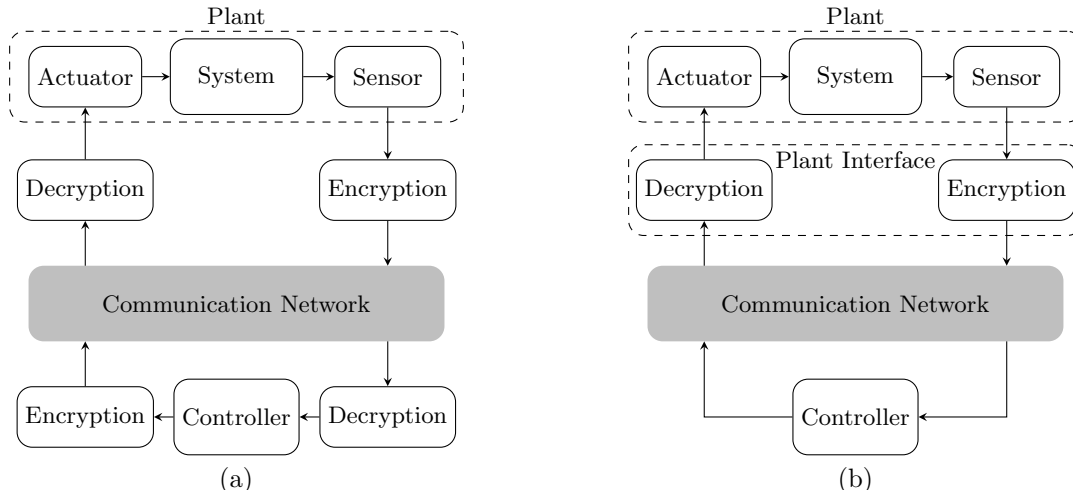 Plant
Actuator
System
Sensor
Decryption
Encryption
Communication Network
Encryption
Controller
Decryption
(a)
Plant
Actuator
System
Sensor
Plant Interface
Decryption
Encryption
Communication Network
Controller
(b)